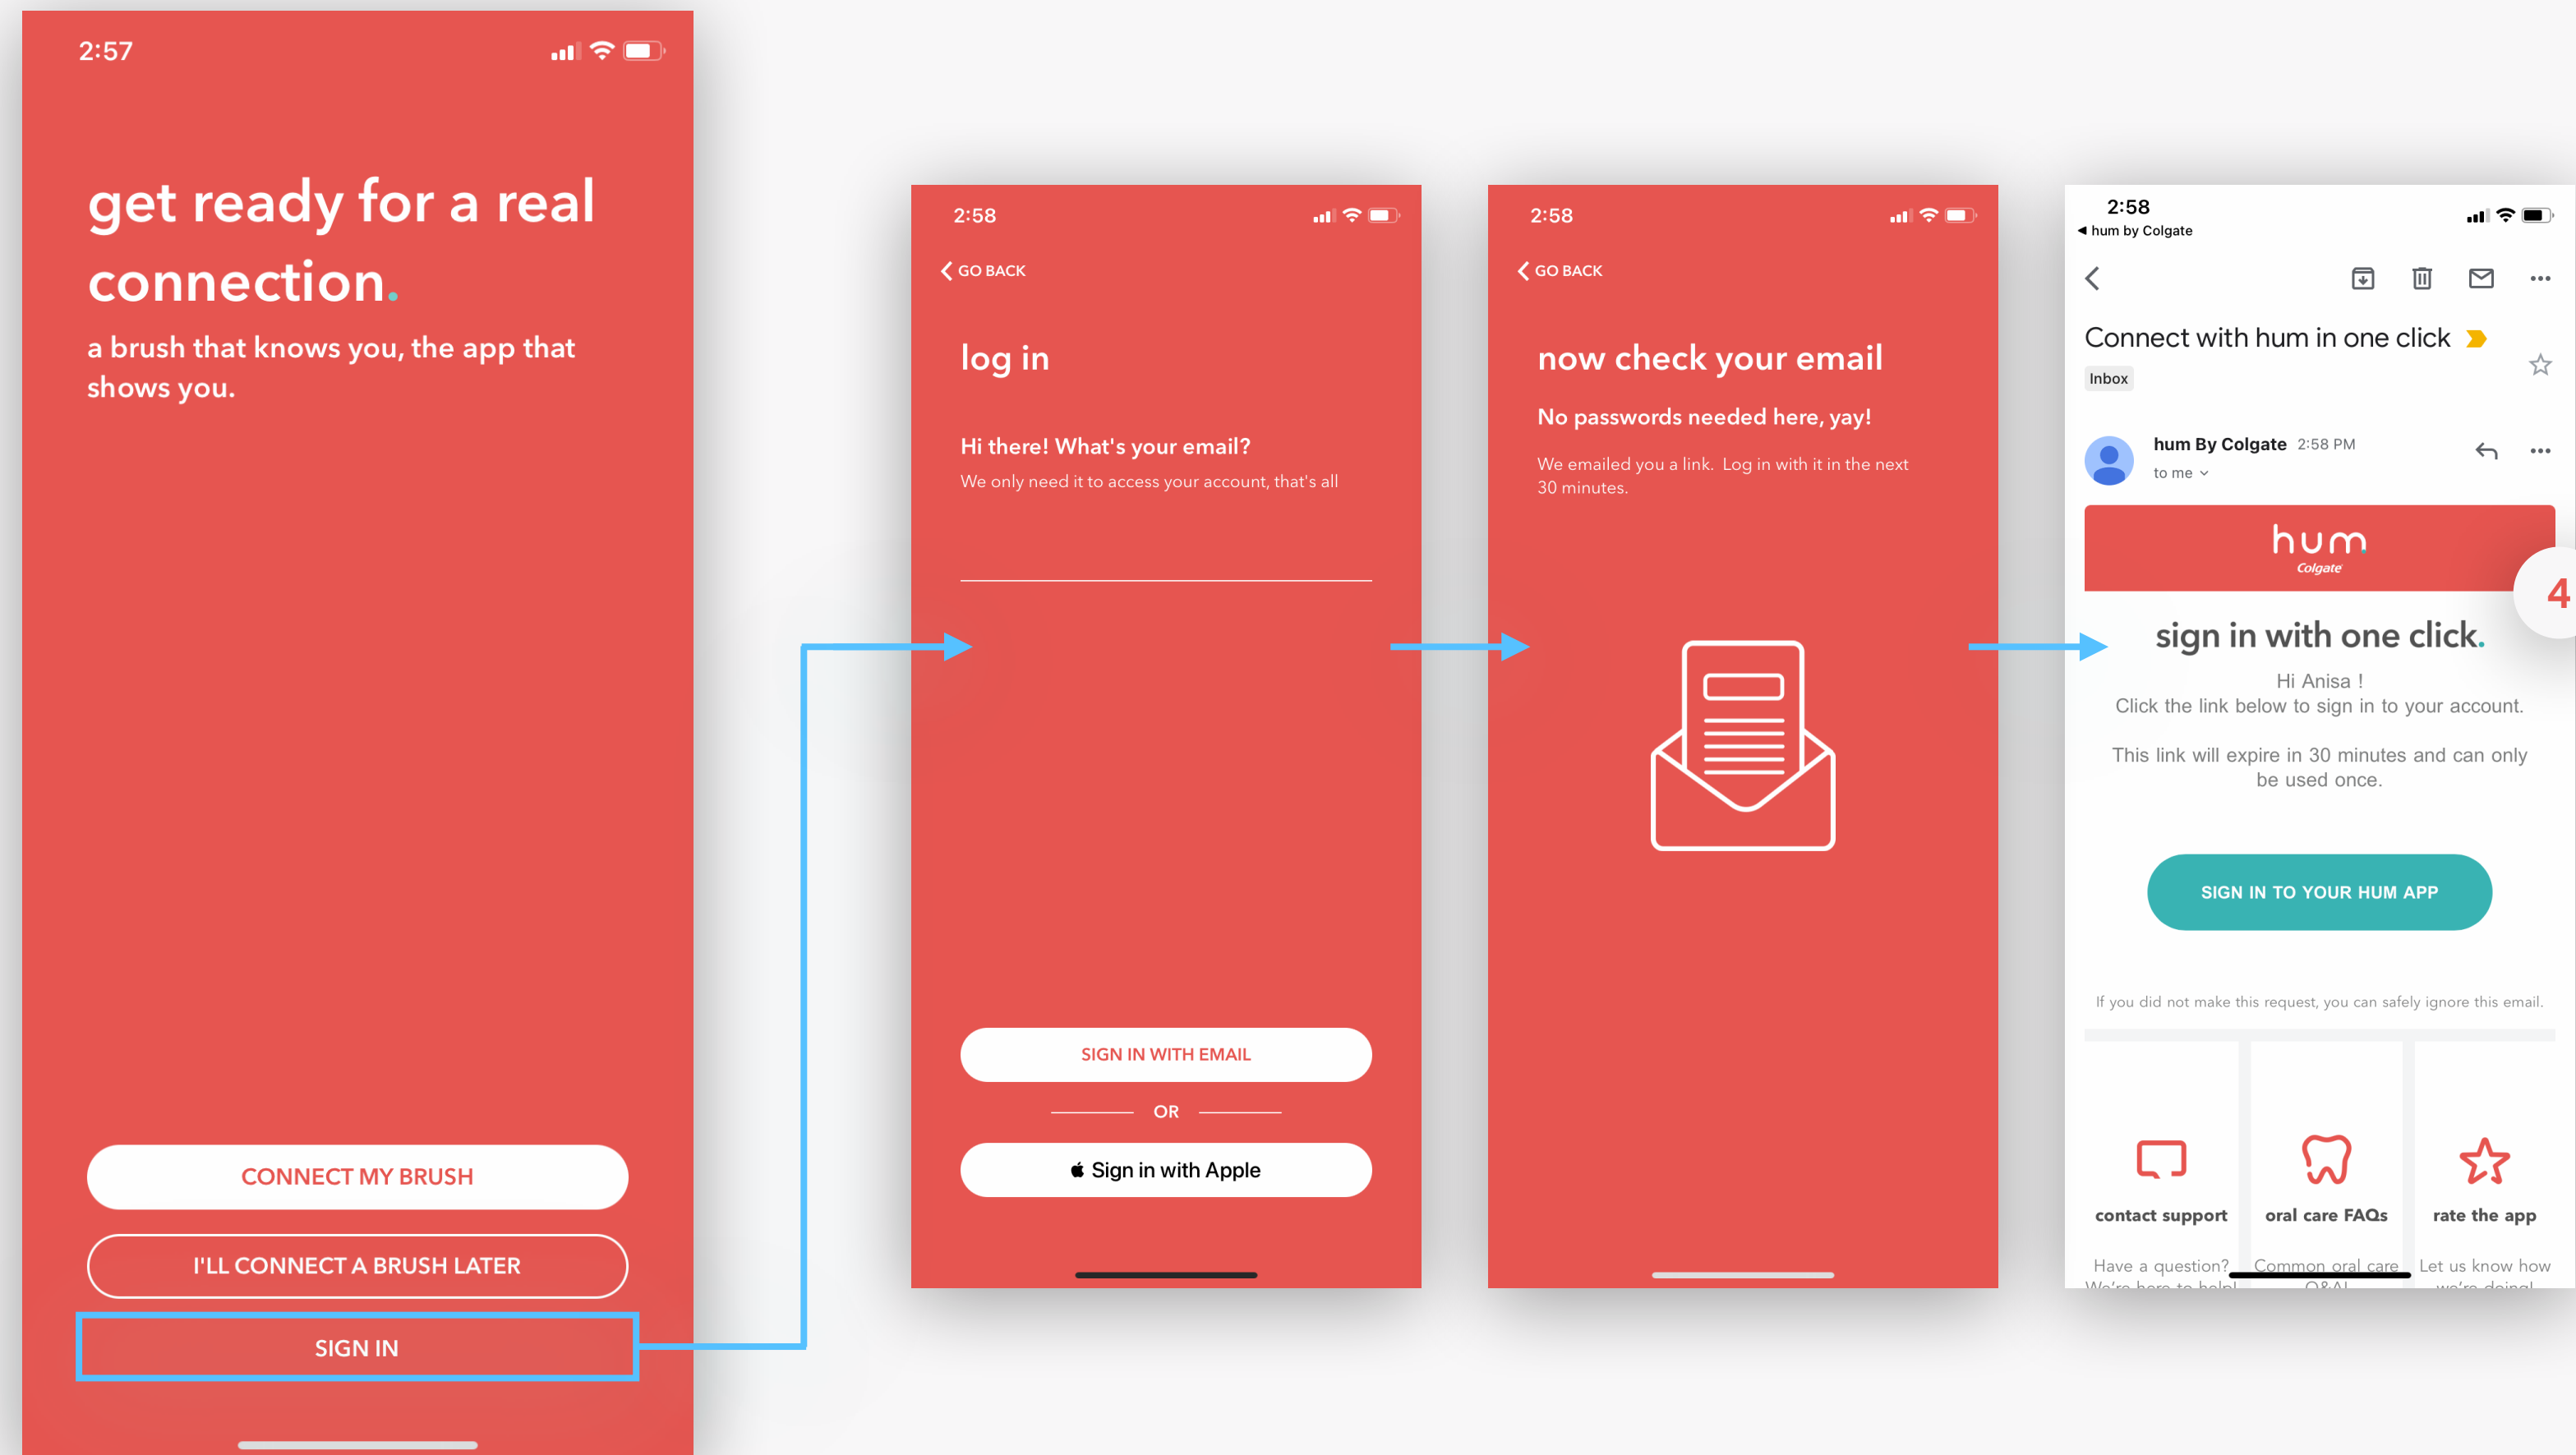 2:57
get ready for a real
connection.
a brush that knows you, the app that
shows you.
CONNECT MY BRUSH
I'LL CONNECT A BRUSH LATER
SIGN IN
2:58
GO BACK
log in
Hi there! What's your email?
We only need it to access your account, that's all
SIGN IN WITH EMAIL
OR
Sign in with Apple
2:58
GO BACK
now check your email
No passwords needed here, yay!
We emailed you a link. Log in with it in the next
30 minutes.
2:58
hum by Colgate
Connect with hum in one click
Inbox
hum By Colgate 2:58 PM
to me
hum
Colgate
4
sign in with one click.
Hi Anisa !
Click the link below to sign in to your account.
This link will expire in 30 minutes and can only
be used once.
SIGN IN TO YOUR HUM APP
If you did not make this request, you can safely ignore this email.
contact support
Have a question?
We're here to help!
oral care FAQs
Common oral care
Q&A!
rate the app
Let us know how
we're doing!